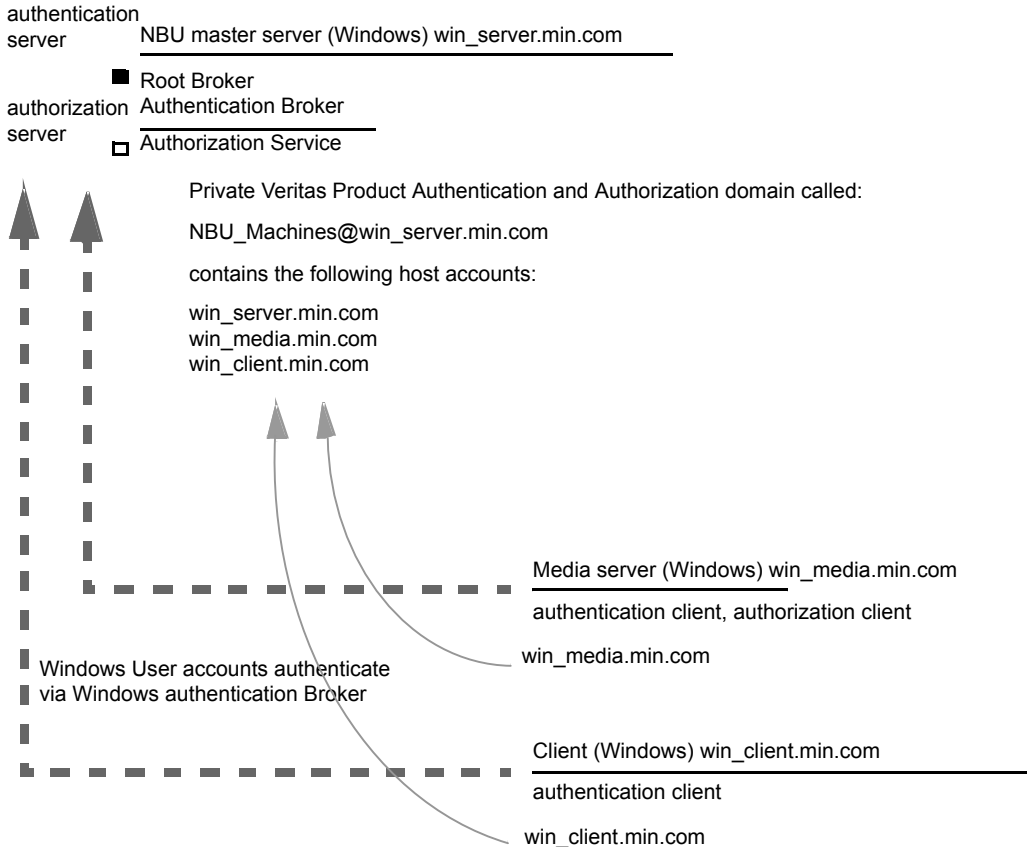 authentication
server
NBU master server (Windows) win_server.min.com
Root Broker
Authentication Broker
authorization
server
Authorization Service
Private Veritas Product Authentication and Authorization domain called:
NBU_Machines@win_server.min.com
contains the following host accounts:
win_server.min.com
win_media.min.com
win_client.min.com
Media server (Windows) win_media.min.com
authentication client, authorization client
win_media.min.com
Windows User accounts authenticate
via Windows authentication Broker
Client (Windows) win_client.min.com
authentication client
win_client.min.com